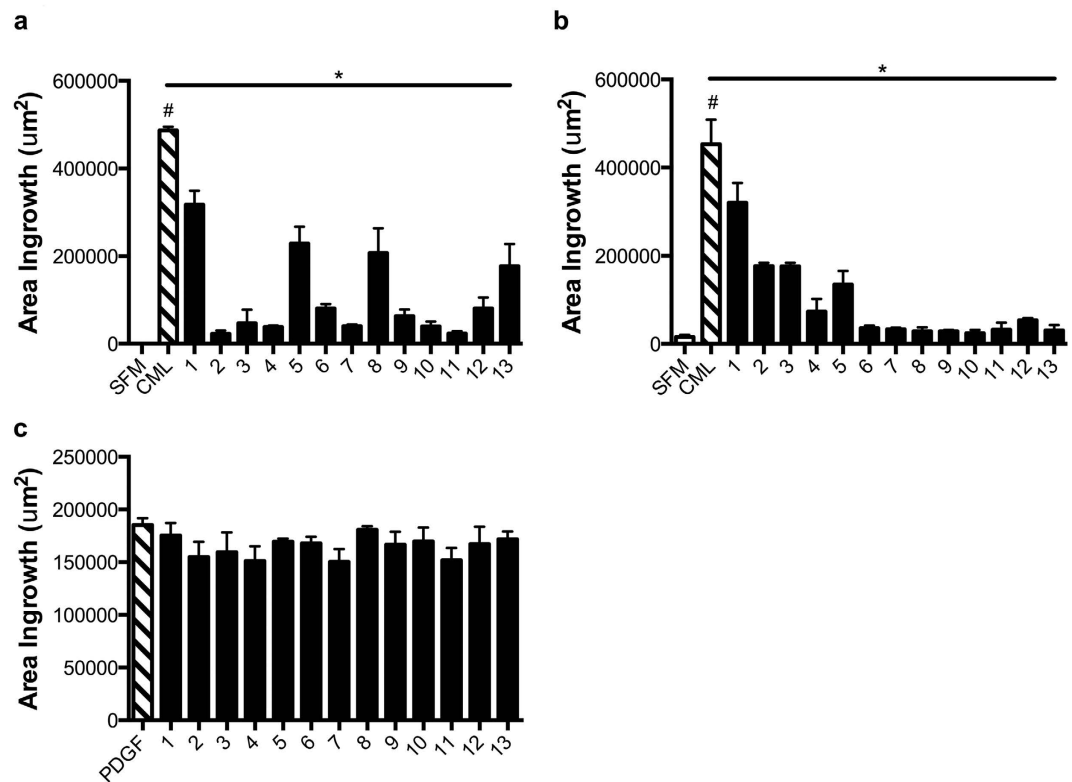 a
Area Ingrowth (um²)
600000
400000
200000
0
*
#
SFM CML 1 2 3 4 5 6 7 8 9 10 11 12 13
b
Area Ingrowth (um²)
600000
400000
200000
0
*
#
SFM CML 1 2 3 4 5 6 7 8 9 10 11 12 13
c
Area Ingrowth (um²)
250000
200000
150000
100000
50000
0
PDGF 1 2 3 4 5 6 7 8 9 10 11 12 13